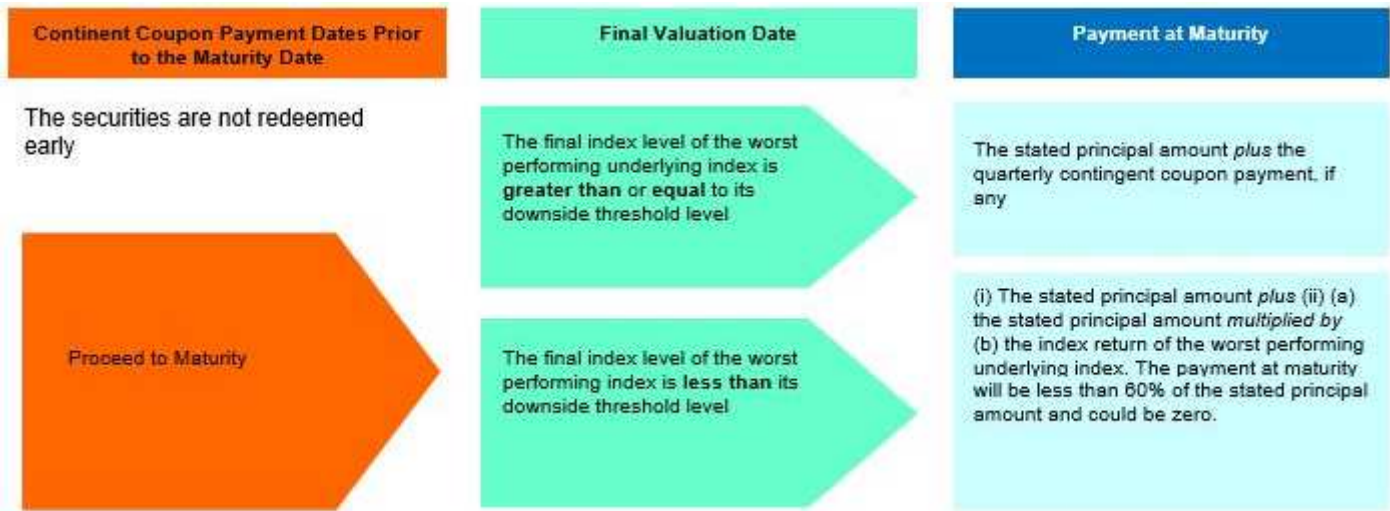 Continent Coupon Payment Dates Prior
to the Maturity Date
The securities are not redeemed
early
Proceed to Maturity
Final Valuation Date
The final index level of the worst
performing underlying index is
greater than or equal to its
downside threshold level
The final index level of the worst
performing index is less than its
downside threshold level
Payment at Maturity
The stated principal amount plus the
quarterly contingent coupon payment, if
any
(i) The stated principal amount plus (ii) (a)
the stated principal amount multiplied by
(b) the index return of the worst performing
underlying index. The payment at maturity
will be less than 60% of the stated principal
amount and could be zero.